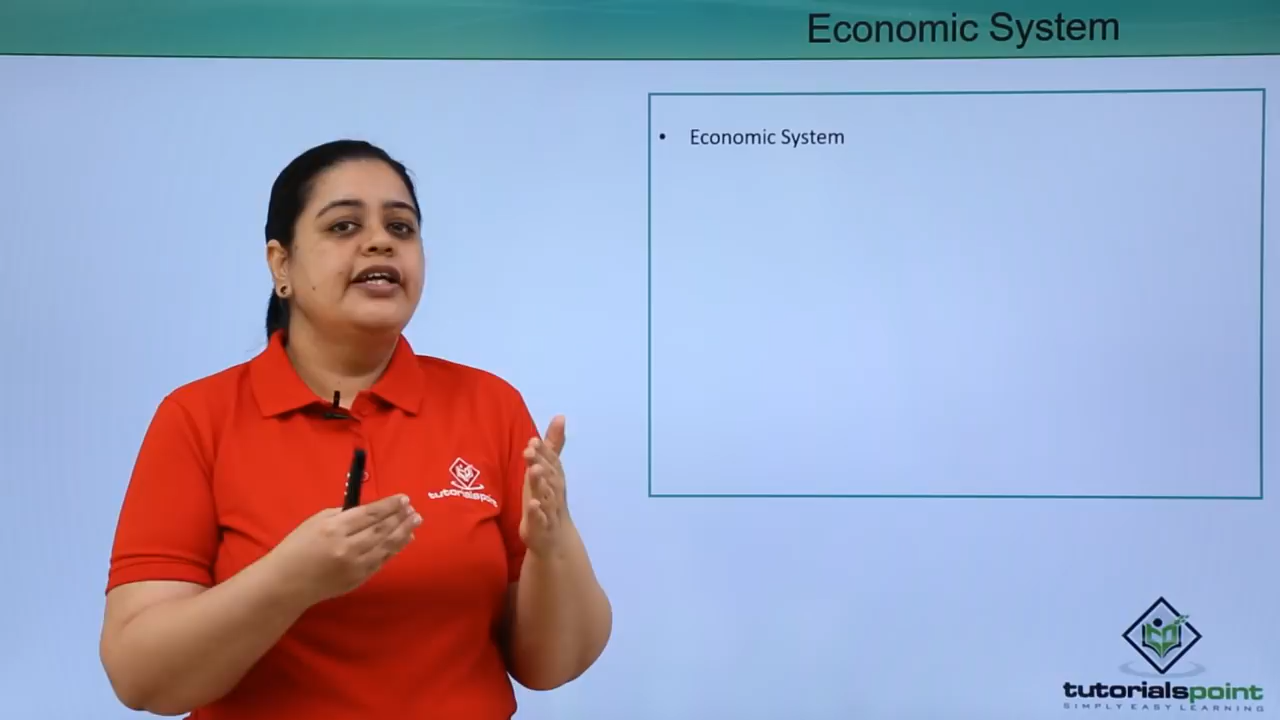 Economic System
• Economic System
tutorialspoint
tutorialspoint
SIMPLY EASY LEARNING